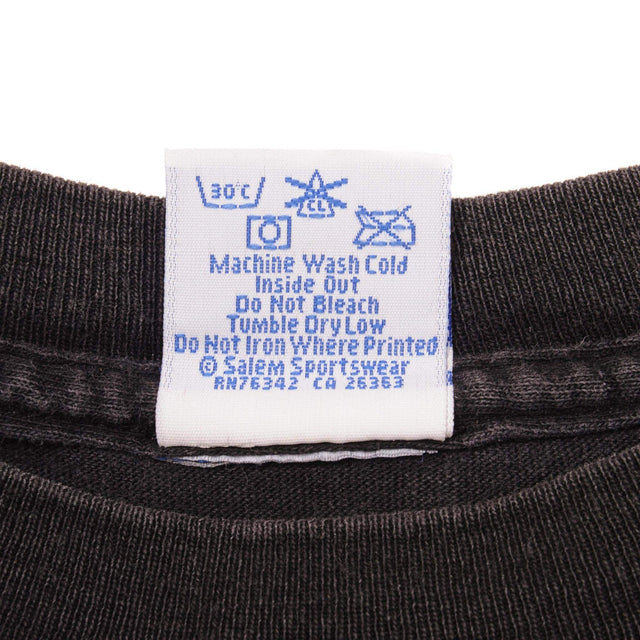 30°C CL
Machine Wash Cold
Inside Out
Do Not Bleach
Tumble Dry Low
Do Not Iron Where Printed
© Salem Sportswear
RN76342 CA 26363